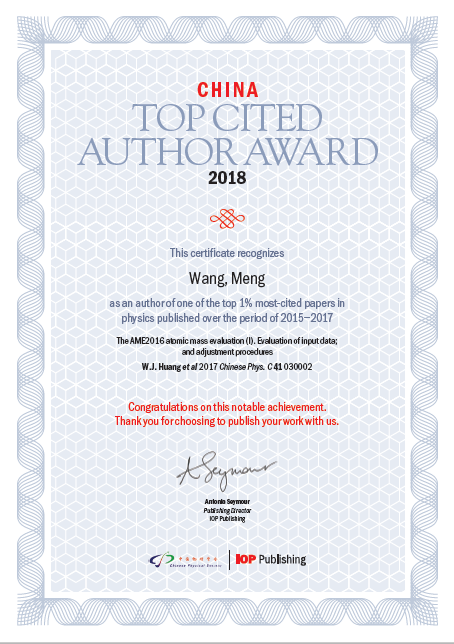 CHINA
TOP CITED
AUTHOR AWARD
2018
This certificate recognizes
Wang, Meng
as an author of one of the top 1% most-cited papers in
physics published over the period of 2015–2017
The AME2016 atomic mass evaluation (I). Evaluation of input data;
and adjustment procedures
W.J. Huang et al 2017 Chinese Phys. C 41 030002
Congratulations on this notable achievement.
Thank you for choosing to publish your work with us.
A Seymour
Antonia Seymour
Publishing Director
IOP Publishing
中国物理学会
Chinese Physical Society
IOP Publishing